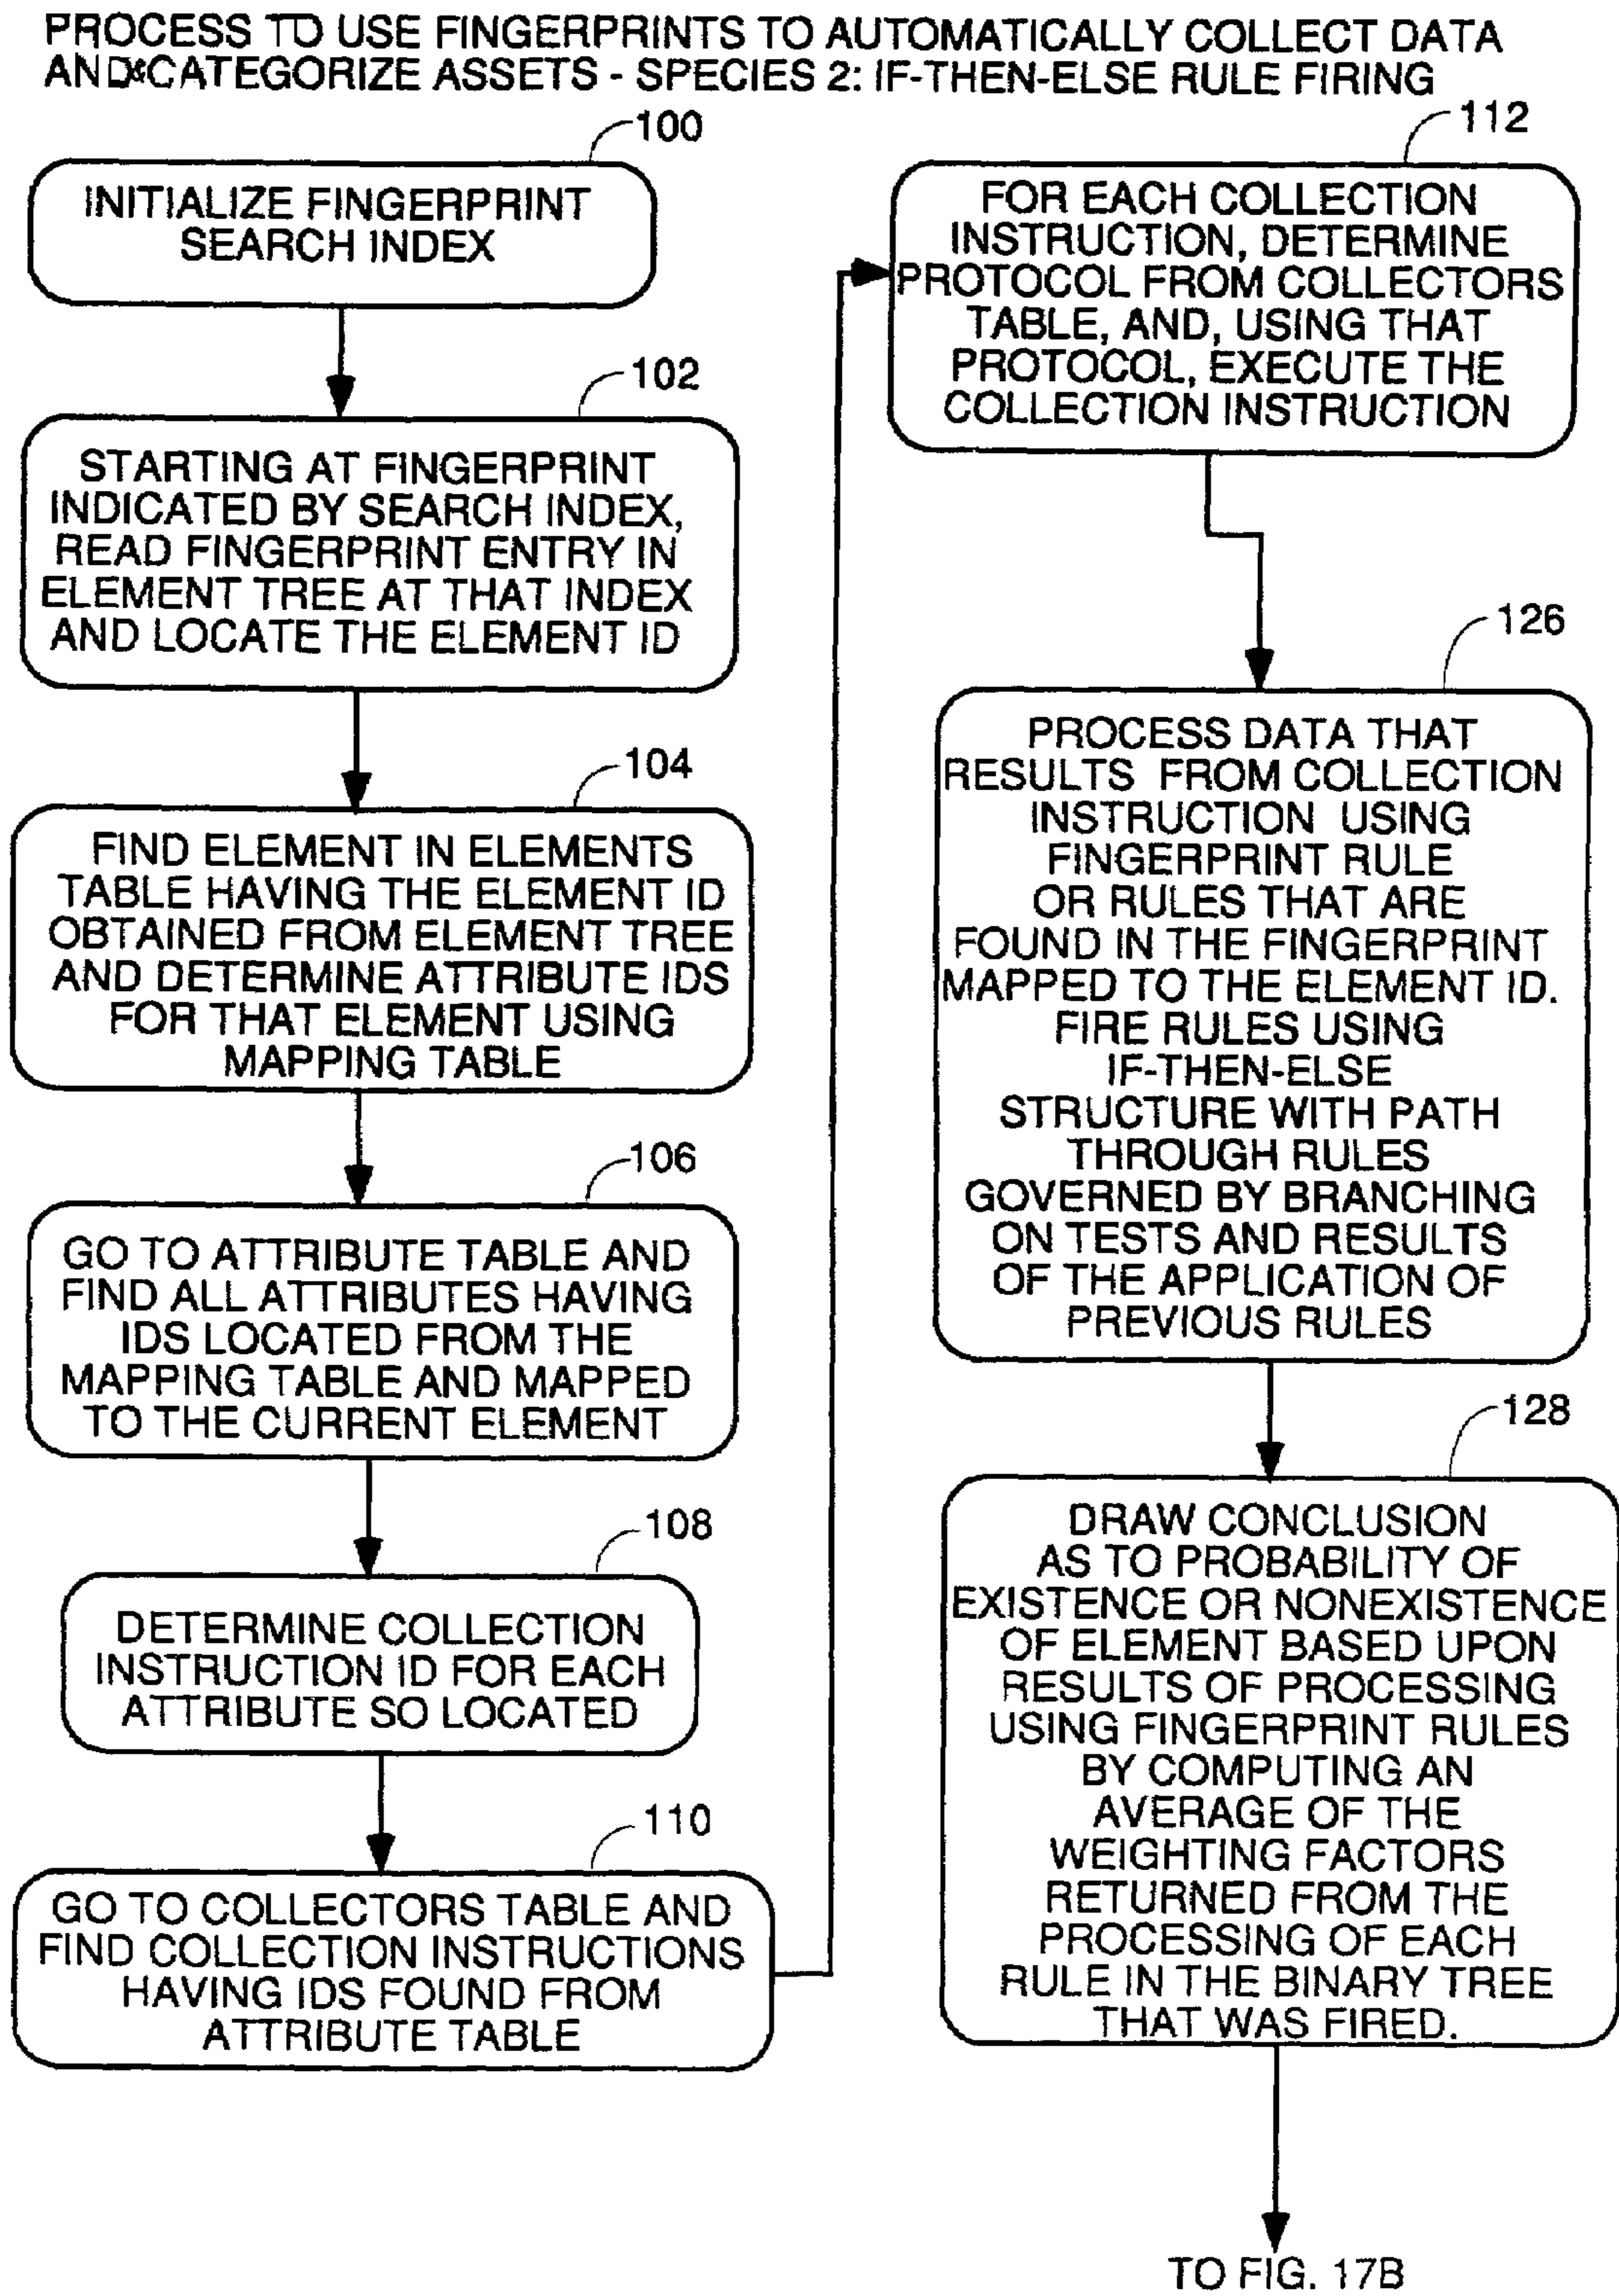 PROCESS TO USE FINGERPRINTS TO AUTOMATICALLY COLLECT DATA
AND CATEGORIZE ASSETS - SPECIES 2: IF-THEN-ELSE RULE FIRING
100
INITIALIZE FINGERPRINT
SEARCH INDEX
102
STARTING AT FINGERPRINT
INDICATED BY SEARCH INDEX,
READ FINGERPRINT ENTRY IN
ELEMENT TREE AT THAT INDEX
AND LOCATE THE ELEMENT ID
104
FIND ELEMENT IN ELEMENTS
TABLE HAVING THE ELEMENT ID
OBTAINED FROM ELEMENT TREE
AND DETERMINE ATTRIBUTE IDS
FOR THAT ELEMENT USING
MAPPING TABLE
106
GO TO ATTRIBUTE TABLE AND
FIND ALL ATTRIBUTES HAVING
IDS LOCATED FROM THE
MAPPING TABLE AND MAPPED
TO THE CURRENT ELEMENT
108
DETERMINE COLLECTION
INSTRUCTION ID FOR EACH
ATTRIBUTE SO LOCATED
110
GO TO COLLECTORS TABLE AND
FIND COLLECTION INSTRUCTIONS
HAVING IDS FOUND FROM
ATTRIBUTE TABLE
112
FOR EACH COLLECTION
INSTRUCTION, DETERMINE
PROTOCOL FROM COLLECTORS
TABLE, AND, USING THAT
PROTOCOL, EXECUTE THE
COLLECTION INSTRUCTION
126
PROCESS DATA THAT
RESULTS FROM COLLECTION
INSTRUCTION USING
FINGERPRINT RULE
OR RULES THAT ARE
FOUND IN THE FINGERPRINT
MAPPED TO THE ELEMENT ID.
FIRE RULES USING
IF-THEN-ELSE
STRUCTURE WITH PATH
THROUGH RULES
GOVERNED BY BRANCHING
ON TESTS AND RESULTS
OF THE APPLICATION OF
PREVIOUS RULES
128
DRAW CONCLUSION
AS TO PROBABILITY OF
EXISTENCE OR NONEXISTENCE
OF ELEMENT BASED UPON
RESULTS OF PROCESSING
USING FINGERPRINT RULES
BY COMPUTING AN
AVERAGE OF THE
WEIGHTING FACTORS
RETURNED FROM THE
PROCESSING OF EACH
RULE IN THE BINARY TREE
THAT WAS FIRED.
TO FIG. 17B